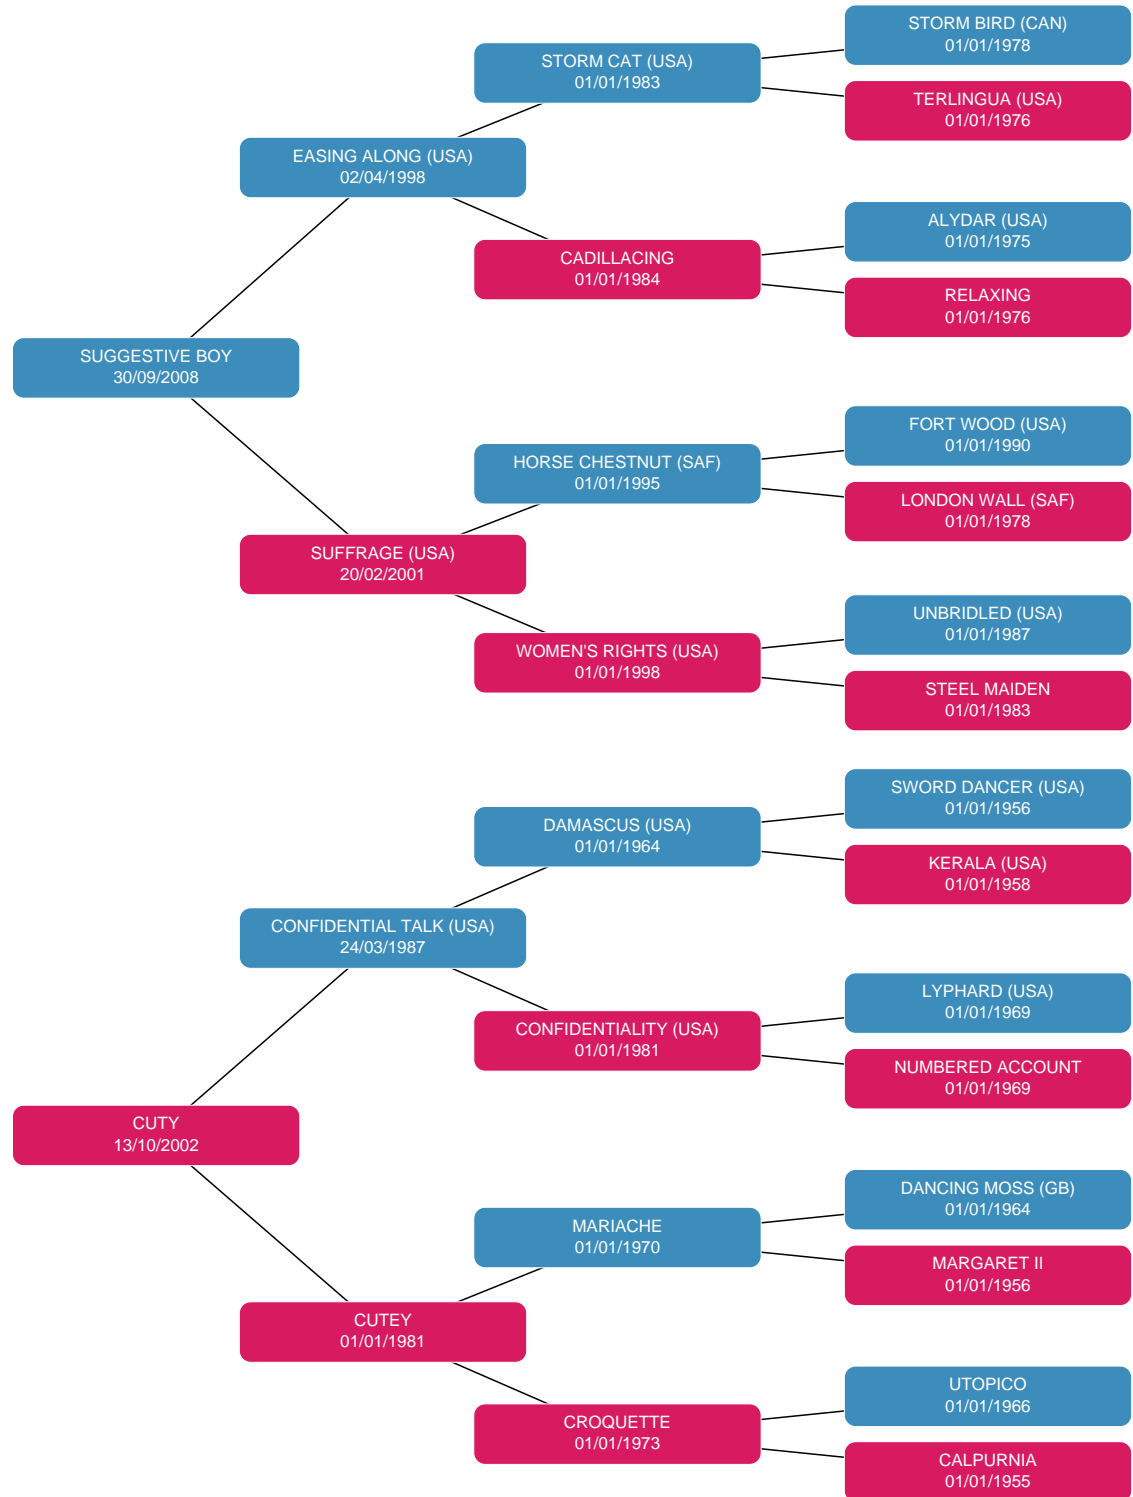 STORM BIRD (CAN)
01/01/1978
STORM CAT (USA)
01/01/1983
TERLINGUA (USA)
01/01/1976
EASING ALONG (USA)
02/04/1998
ALYDAR (USA)
01/01/1975
CADILLACING
01/01/1984
RELAXING
01/01/1976
SUGGESTIVE BOY
30/09/2008
FORT WOOD (USA)
01/01/1990
HORSE CHESTNUT (SAF)
01/01/1995
LONDON WALL (SAF)
01/01/1978
SUFFRAGE (USA)
20/02/2001
UNBRIDLED (USA)
01/01/1987
WOMEN'S RIGHTS (USA)
01/01/1998
STEEL MAIDEN
01/01/1983
SWORD DANCER (USA)
01/01/1956
DAMASCUS (USA)
01/01/1964
KERALA (USA)
01/01/1958
CONFIDENTIAL TALK (USA)
24/03/1987
LYPHARD (USA)
01/01/1969
CONFIDENTIALITY (USA)
01/01/1981
NUMBERED ACCOUNT
01/01/1969
CUTY
13/10/2002
DANCING MOSS (GB)
01/01/1964
MARIACHE
01/01/1970
MARGARET II
01/01/1956
CUTEY
01/01/1981
UTOPICO
01/01/1966
CROQUETTE
01/01/1973
CALPURNIA
01/01/1955